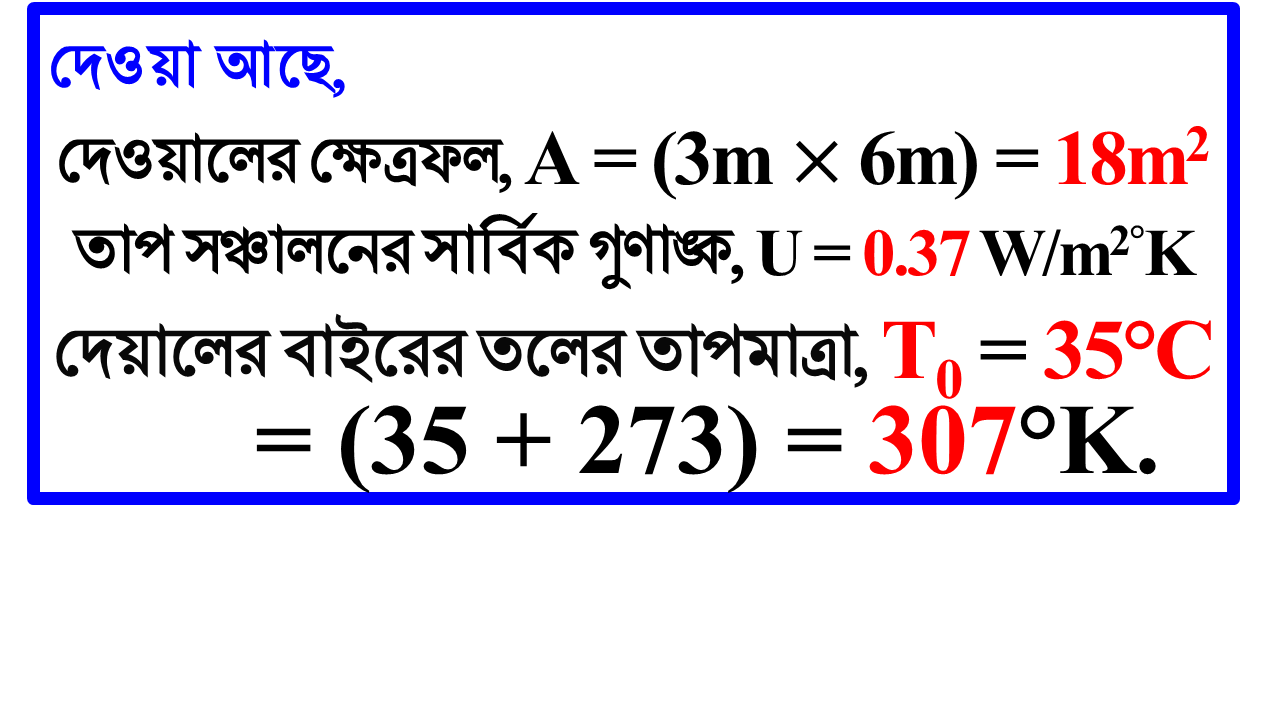 দেওয়া আছে,
দেওয়ালের ক্ষেত্রফল, A = (3m × 6m) = 18m²
তাপ সঞ্চালনের সার্বিক গুণাঙ্ক, U = 0.37 W/m²°K
দেয়ালের বাইরের তলের তাপমাত্রা, T₀ = 35°C
= (35 + 273) = 307°K.